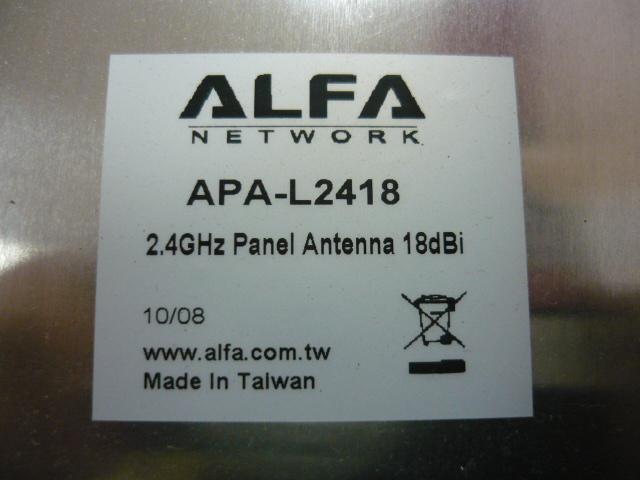 ALFA
NETWORK
APA-L2418
2.4GHz Panel Antenna 18dBi
10/08
www.alfa.com.tw
Made In Taiwan